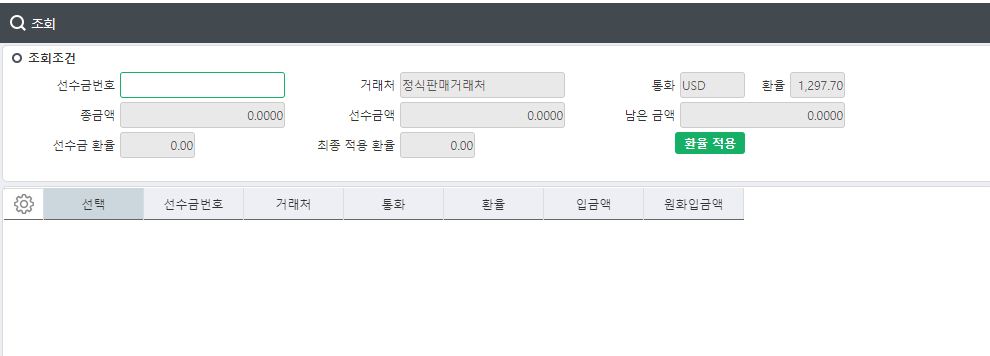 조회
조회조건
선수금번호 거래처 정식판매거래처 통화 USD 환율 1,297.70
총금액 0.0000 선수금액 0.0000 남은 금액 0.0000
선수금 환율 0.00 최종 적용 환율 0.00 환율 적용
선택 선수금번호 거래처 통화 환율 입금액 원화입금액